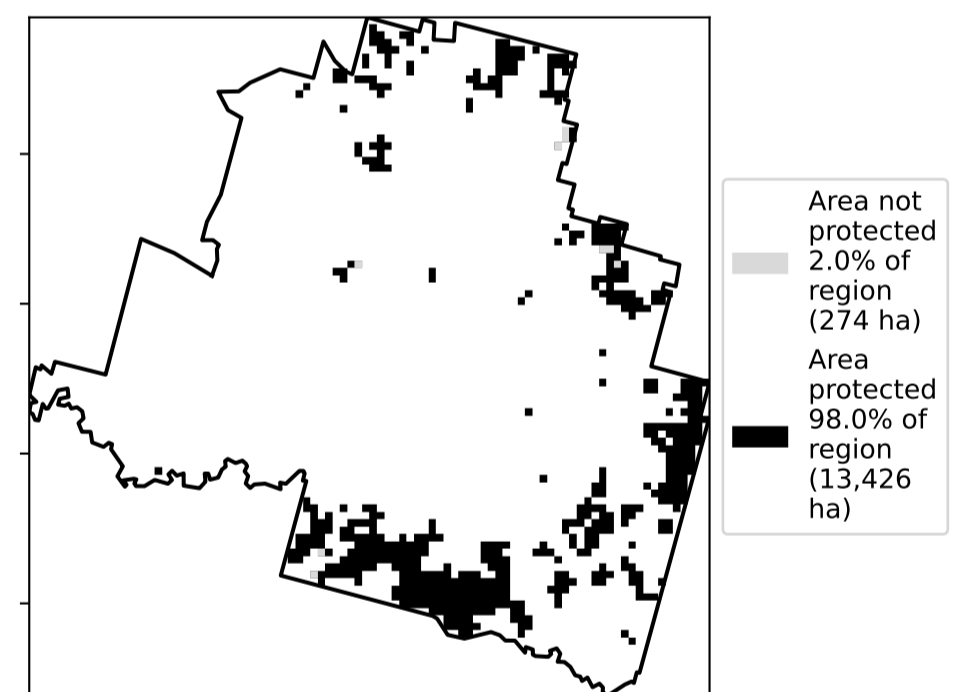 Area not
protected
2.0% of
region
(274 ha)
Area
protected
98.0% of
region
(13,426
ha)